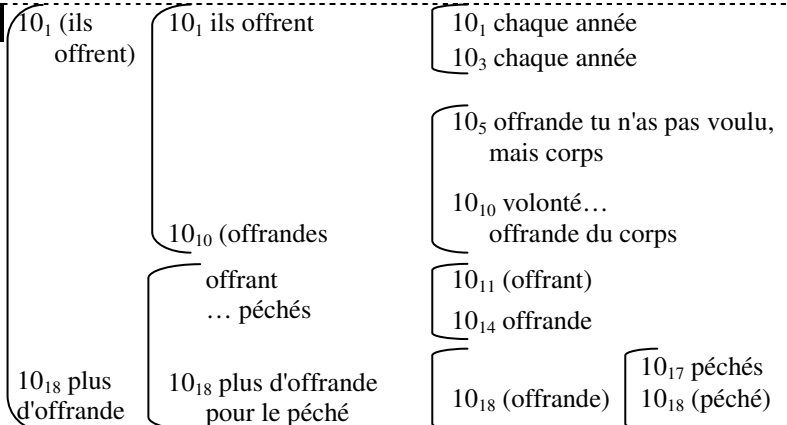 10₁ (ils
offrent)
10₁₈ plus
d'offrande
10₁ ils offrent
10₁₀ (offrandes
offrant
… péchés
10₁₈ plus d'offrande
pour le péché
10₁ chaque année
10₃ chaque année
10₅ offrande tu n'as pas voulu,
mais corps
10₁₀ volonté…
offrande du corps
10₁₁ (offrant)
10₁₄ offrande
10₁₈ (offrande)
10₁₇ péchés
10₁₈ (péché)